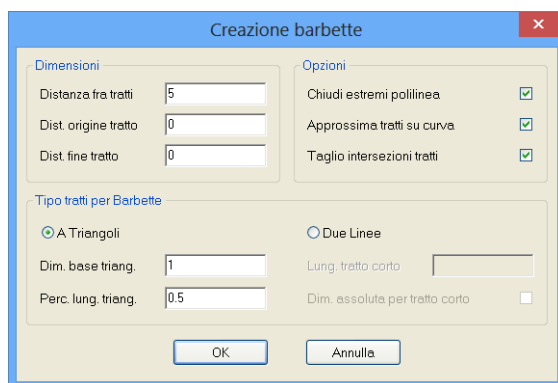 Creazione barbette
Dimensioni
Distanza fra tratti 5
Dist. origine tratto 0
Dist. fine tratto 0
Opzioni
Chiudi estremi polilinea
Approssima tratti su curva
Taglio intersezioni tratti
Tipo tratti per Barbette
A Triangoli
Dim. base triang. 1
Perc. lung. triang. 0.5
Due Linee
Lung. tratto corto
Dim. assoluta per tratto corto
OK
Annulla